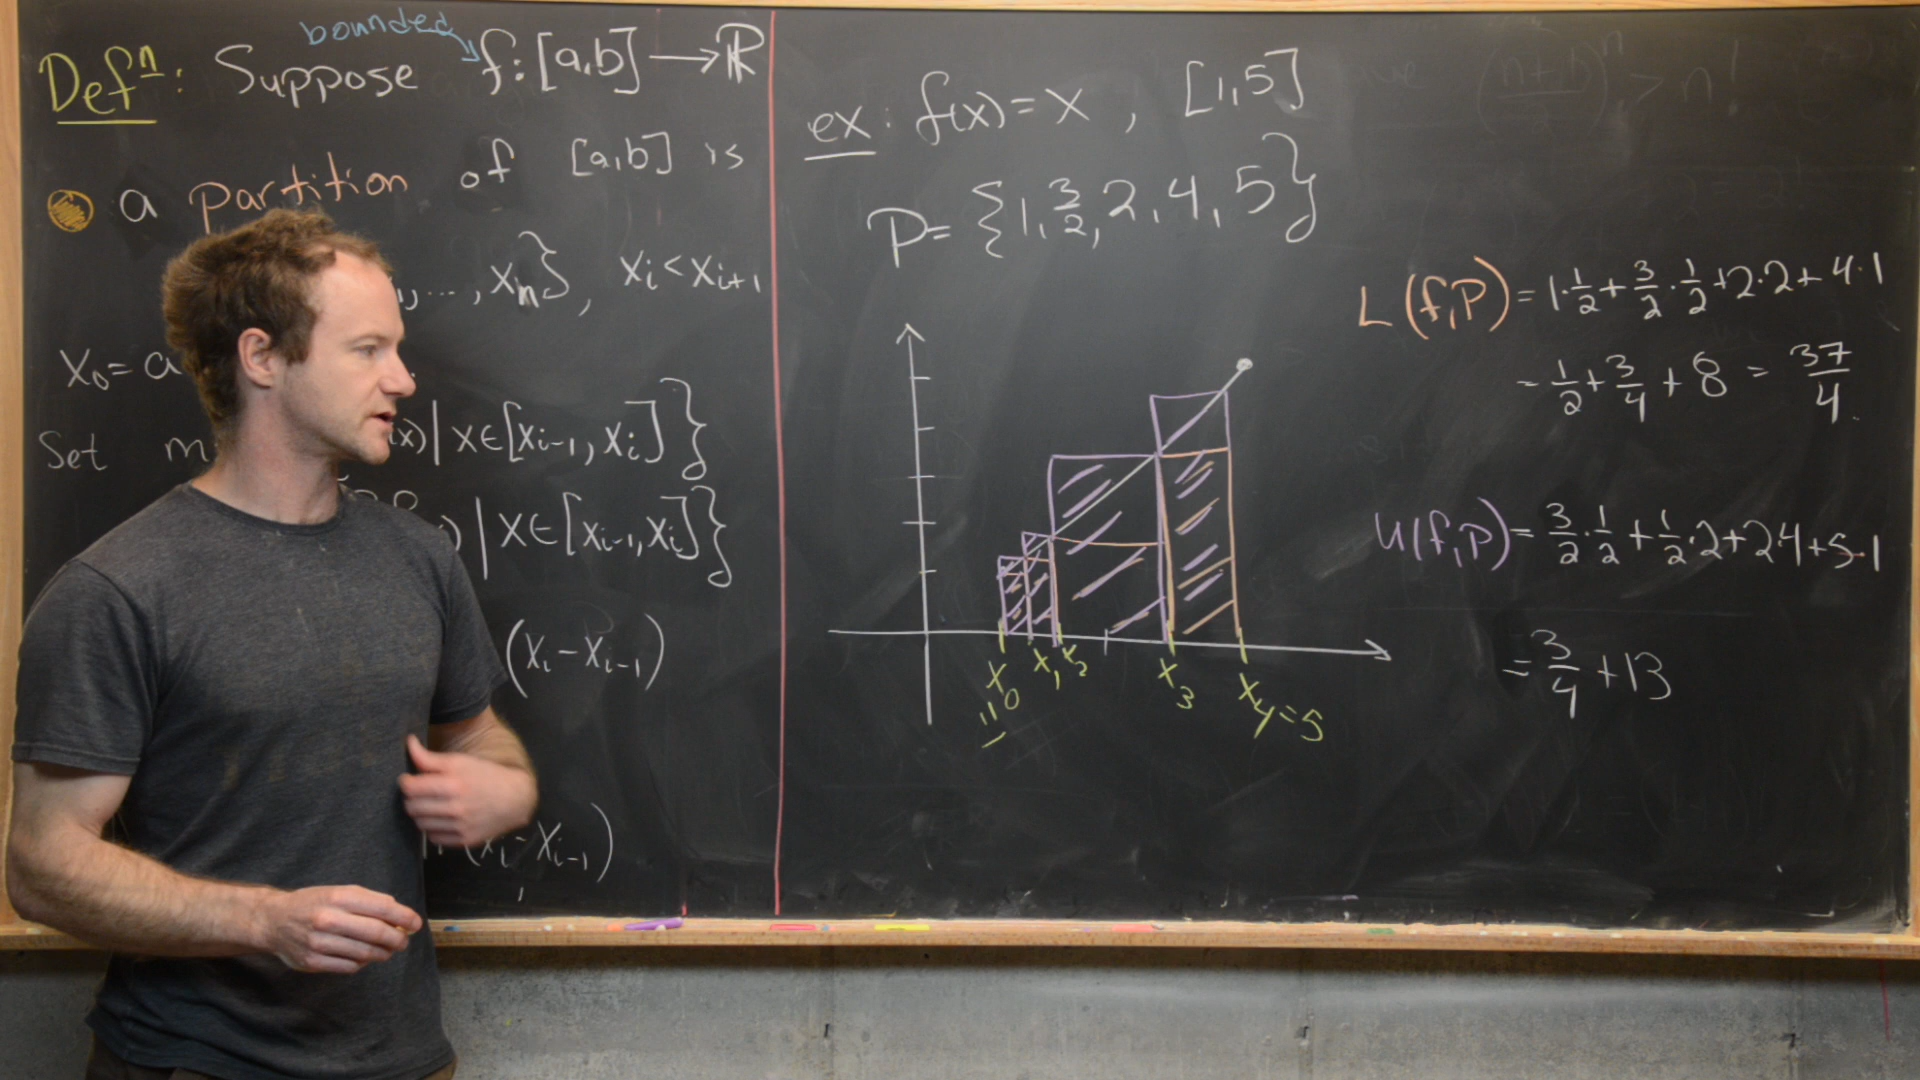 bounded
Defⁿ: Suppose f: [a,b] → ℝ
a partition of [a,b] is
,...,xₙ}, xᵢ < xᵢ₊₁
x₀ = a
Set m (x) | x ∈ [xᵢ₋₁, xᵢ]}
) | x ∈ [xᵢ₋₁, xᵢ]}
(xᵢ - xᵢ₋₁)
(xᵢ - xᵢ₋₁)
ex: f(x) = x , [1,5]
P = {1, 3/2, 2, 4, 5}
x₀ x₁ x₂ x₃ x₄ = 5
L(f,P) = 1·1/2 + 3/2·1/2 + 2·2 + 4·1
= 1/2 + 3/4 + 8 = 37/4.
U(f,P) = 3/2·1/2 + 1/2·2 + 2·4 + 5·1
= 3/4 + 13
(n+1)ⁿ > n!